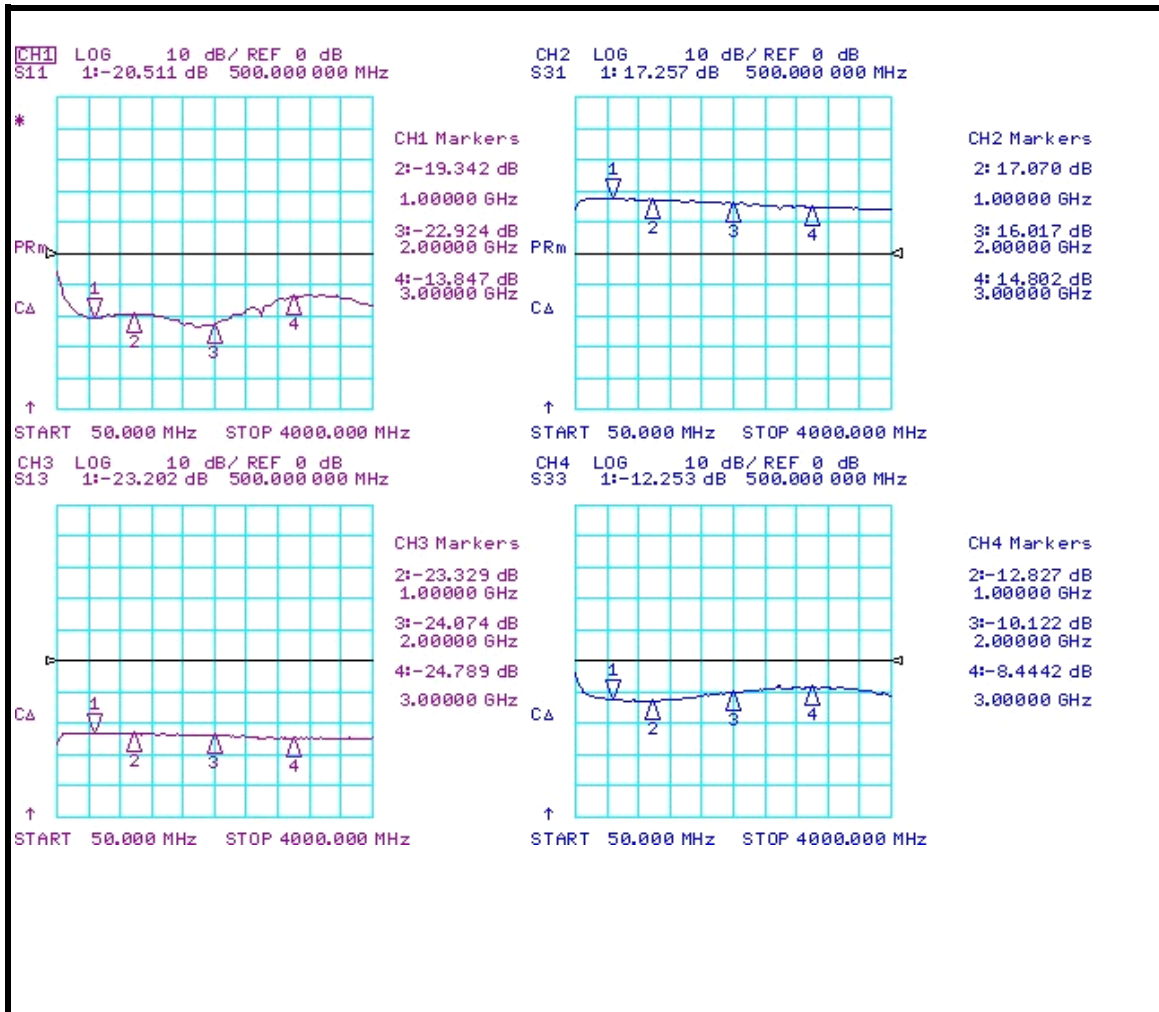 CH1 LOG 10 dB/ REF 0 dB
S11 1:-20.511 dB 500.000 000 MHz
*
CH1 Markers
2:-19.342 dB
1.00000 GHz
3:-22.924 dB
2.00000 GHz
4:-13.847 dB
3.00000 GHz
PRm
CΔ
1
2
3
4
↑
START 50.000 MHz STOP 4000.000 MHz
CH2 LOG 10 dB/ REF 0 dB
S31 1: 17.257 dB 500.000 000 MHz
CH2 Markers
2: 17.070 dB
1.00000 GHz
3: 16.017 dB
2.00000 GHz
4: 14.802 dB
3.00000 GHz
PRm
CΔ
1
2
3
4
↑
START 50.000 MHz STOP 4000.000 MHz
CH3 LOG 10 dB/ REF 0 dB
S13 1:-23.202 dB 500.000 000 MHz
CH3 Markers
2:-23.329 dB
1.00000 GHz
3:-24.074 dB
2.00000 GHz
4:-24.789 dB
3.00000 GHz
CΔ
1
2
3
4
↑
START 50.000 MHz STOP 4000.000 MHz
CH4 LOG 10 dB/ REF 0 dB
S33 1:-12.253 dB 500.000 000 MHz
CH4 Markers
2:-12.827 dB
1.00000 GHz
3:-10.122 dB
2.00000 GHz
4:-8.4442 dB
3.00000 GHz
CΔ
1
2
3
4
↑
START 50.000 MHz STOP 4000.000 MHz